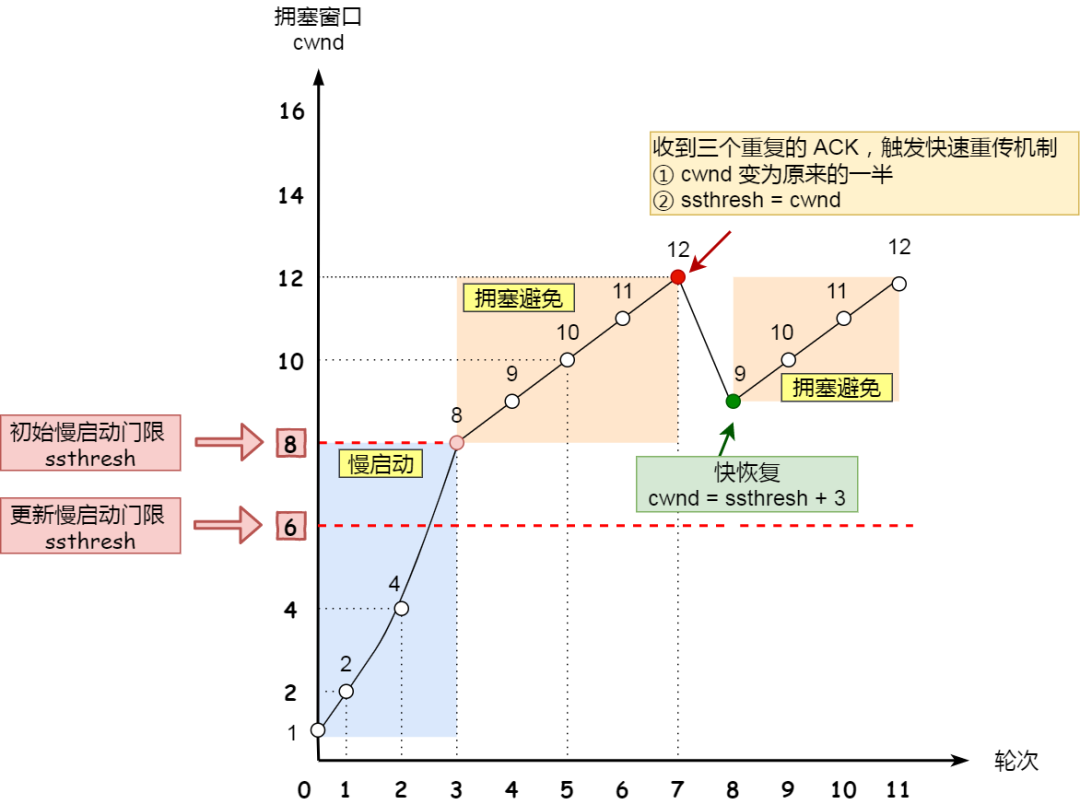 拥塞窗口
cwnd
16
收到三个重复的 ACK，触发快速重传机制
① cwnd 变为原来的一半
② ssthresh = cwnd
14
12
12
12
拥塞避免
11
11
10
10
10
9
9
拥塞避免
8
初始慢启动门限
ssthresh
8
慢启动
快恢复
cwnd = ssthresh + 3
更新慢启动门限
ssthresh
6
4
4
2
2
1
轮次
0 1 2 3 4 5 6 7 8 9 10 11